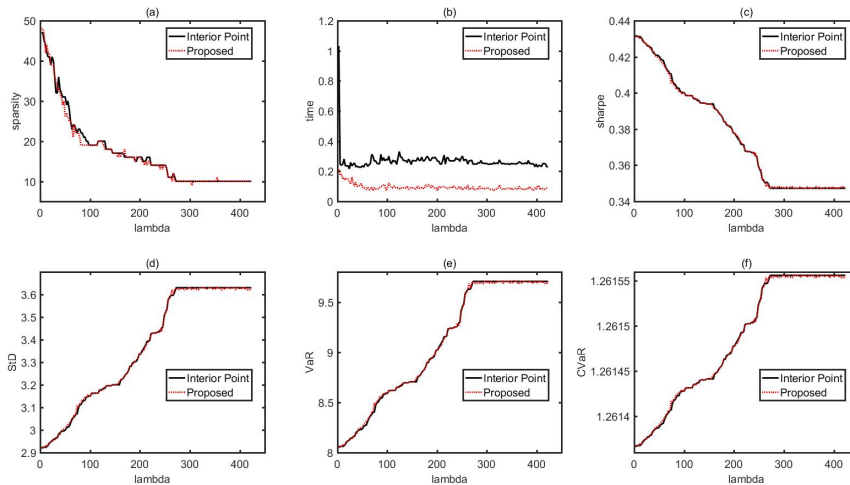 (a)
50
40
30
20
10
sparsity
0 100 200 300 400
lambda
Interior Point
Proposed
(b)
1.2
1
0.8
0.6
0.4
0.2
0
time
0 100 200 300 400
lambda
Interior Point
Proposed
(c)
0.44
0.42
0.4
0.38
0.36
0.34
sharpe
0 100 200 300 400
lambda
Interior Point
Proposed
(d)
3.6
3.5
3.4
3.3
3.2
3.1
3
2.9
StD
0 100 200 300 400
lambda
Interior Point
Proposed
(e)
9.5
9
8.5
8
VaR
0 100 200 300 400
lambda
Interior Point
Proposed
(f)
1.26155
1.2615
1.26145
1.2614
CVaR
0 100 200 300 400
lambda
Interior Point
Proposed